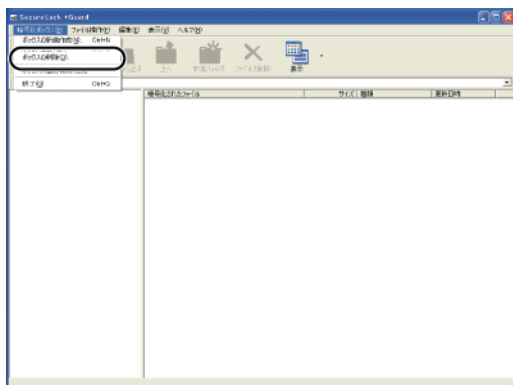 SecureLock +Guard
暗号化ボックス(B) ファイル操作(F) 編集(E) 表示(V) ヘルプ(H)
ボックスの新規作成(N) Ctrl+N
ボックスの削除(D)
終了(X) Ctrl+Q
上へ 新規フォルダ ファイルの削除 表示
暗号化されたファイル サイズ 種類 更新日時